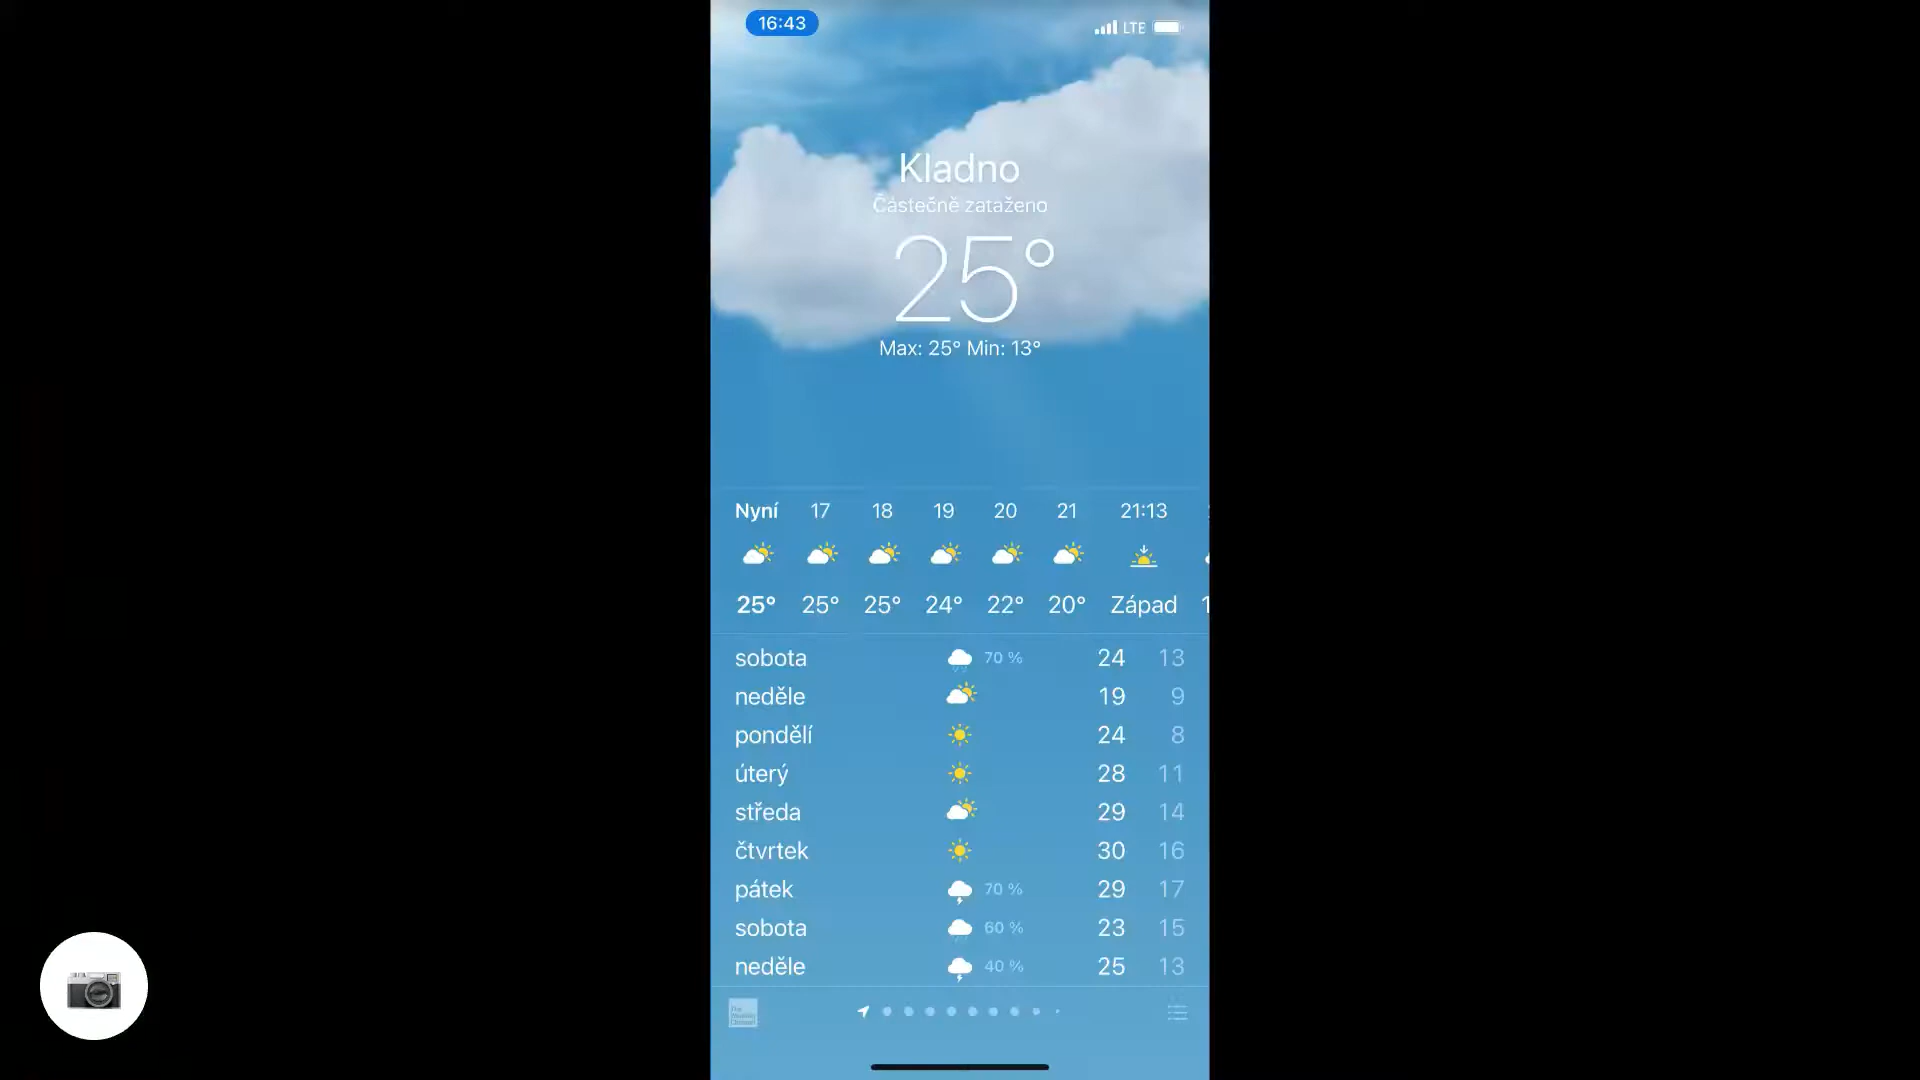 16:43
LTE
Kladno
Částečně zataženo
25°
Max: 25° Min: 13°
Nyní 17 18 19 20 21 21:13
25° 25° 25° 24° 22° 20° Západ
sobota 70 % 24 13
neděle 19 9
pondělí 24 8
úterý 28 11
středa 29 14
čtvrtek 30 16
pátek 70 % 29 17
sobota 60 % 23 15
neděle 40 % 25 13
The
Weather
Channel